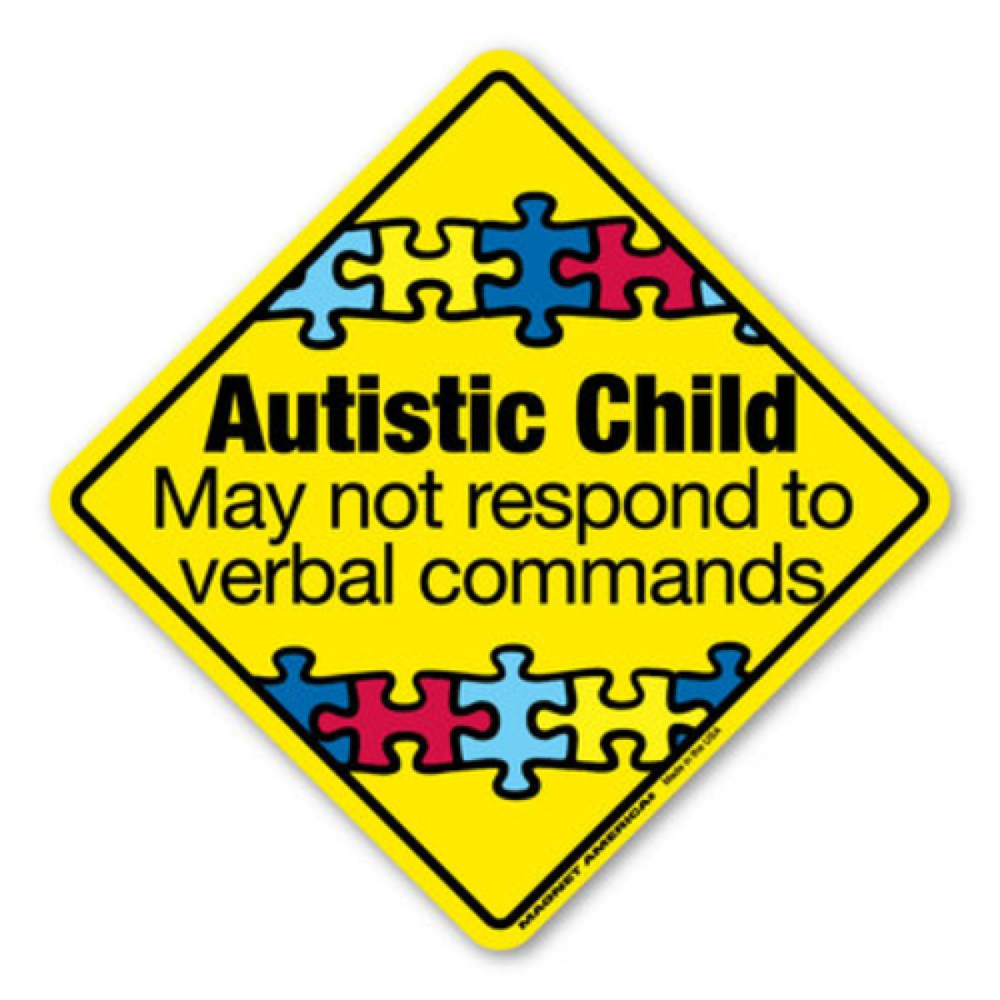 Autistic Child
May not respond to
verbal commands
Made in the USA
MAGNET AMERICA